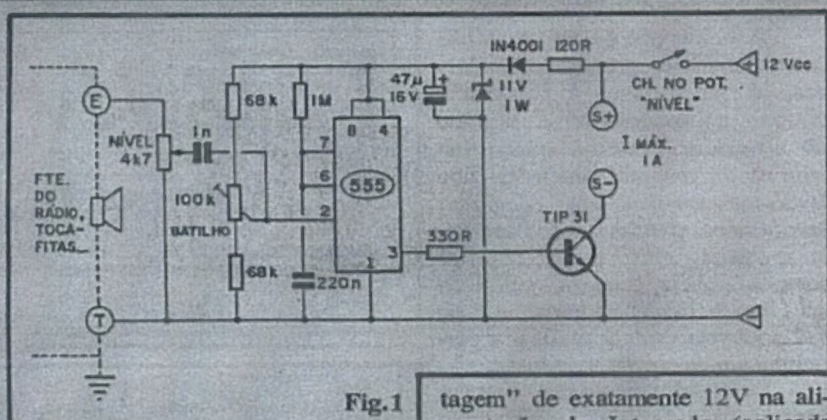 1N4001 120R
12 Vcc
CH. NO POT.
"NÍVEL"
47µ
16V
+
11V
1W
S+
I MÁX.
1A
S-
TIP 31
68k
1M
8 4
7
6
2
3
1
555
330R
220n
E
NÍVEL
4k7
1n
100k
BATILHO
68k
FTE.
DO
RÁDIO,
TOCA-
FITAS
T
+
-
Fig.1
tagem" de exatamente 12V na ali-